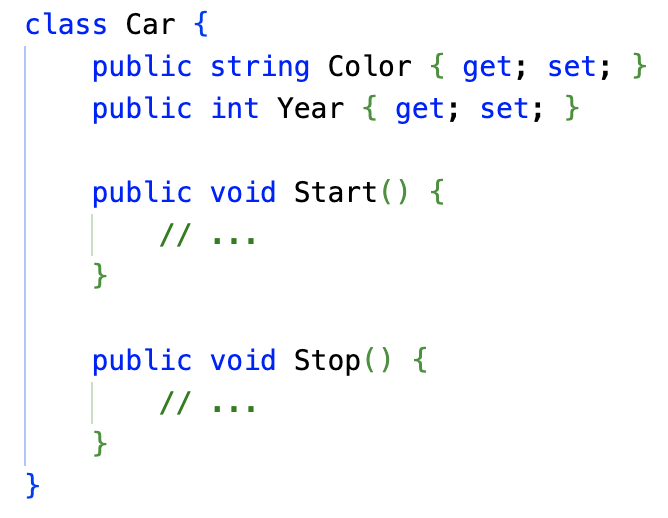 class Car {
    public string Color { get; set; }
    public int Year { get; set; }

    public void Start() {
        // ...
    }

    public void Stop() {
        // ...
    }
}